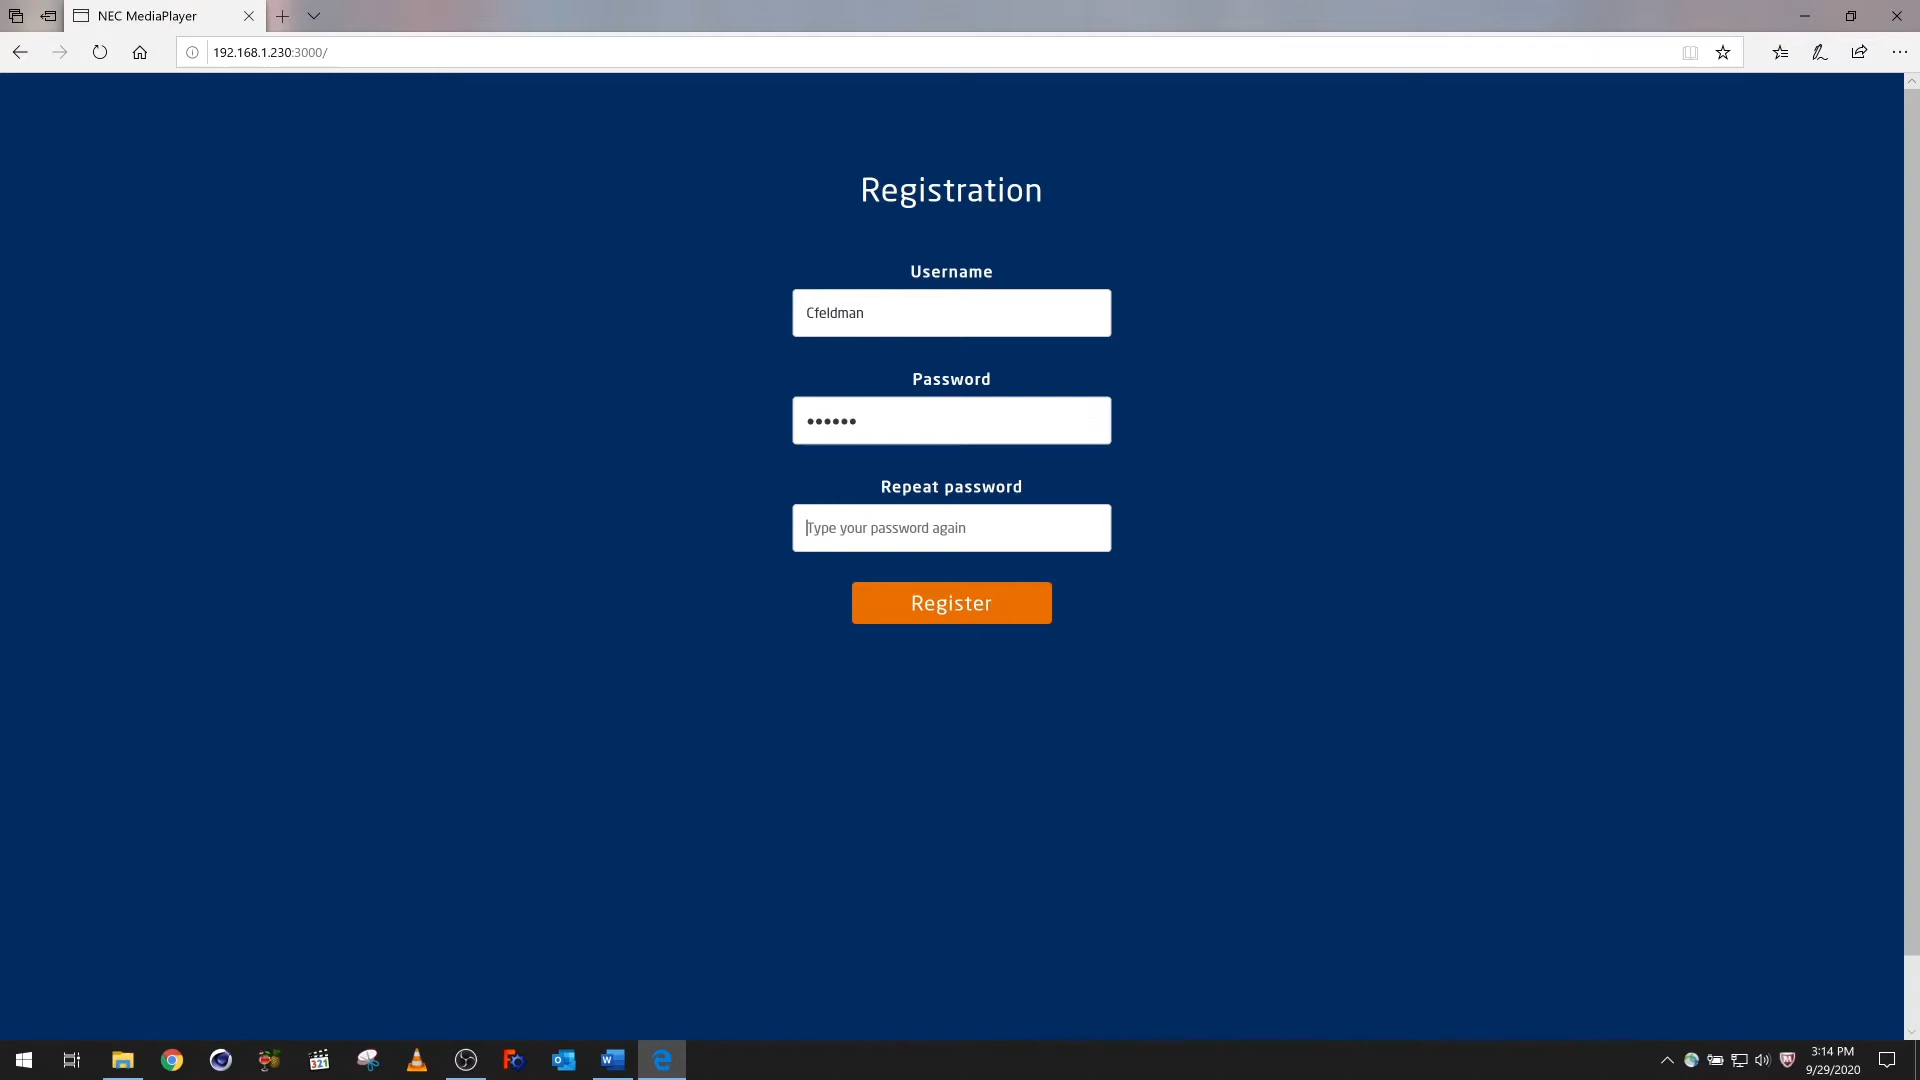 NEC MediaPlayer
192.168.1.230:3000/
Registration
Username
Cfeldman
Password
••••••
Repeat password
Type your password again
Register
3:14 PM
9/29/2020